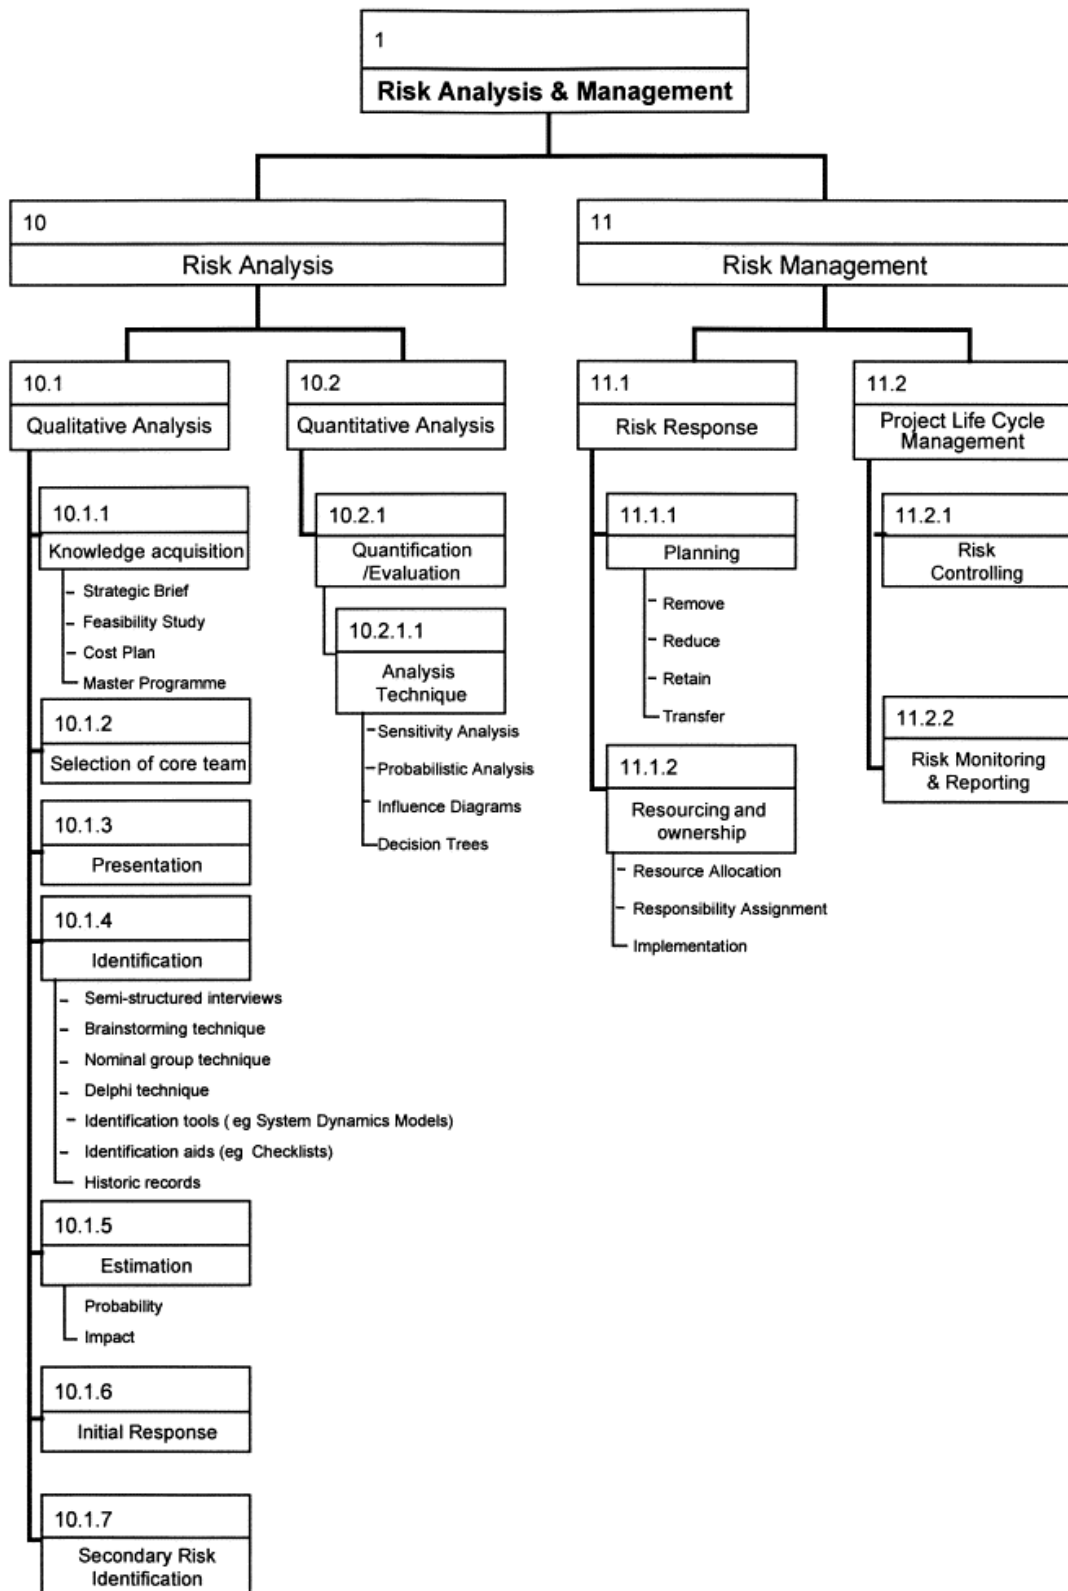 1
Risk Analysis & Management
10
Risk Analysis
11
Risk Management
10.1
Qualitative Analysis
10.2
Quantitative Analysis
11.1
Risk Response
11.2
Project Life Cycle
Management
10.1.1
Knowledge acquisition
Strategic Brief
Feasibility Study
Cost Plan
Master Programme
10.1.2
Selection of core team
10.1.3
Presentation
10.1.4
Identification
Semi-structured interviews
Brainstorming technique
Nominal group technique
Delphi technique
Identification tools ( eg System Dynamics Models)
Identification aids (eg Checklists)
Historic records
10.1.5
Estimation
Probability
Impact
10.1.6
Initial Response
10.1.7
Secondary Risk
Identification
10.2.1
Quantification
/Evaluation
10.2.1.1
Analysis
Technique
Sensitivity Analysis
Probabilistic Analysis
Influence Diagrams
Decision Trees
11.1.1
Planning
Remove
Reduce
Retain
Transfer
11.1.2
Resourcing and
ownership
Resource Allocation
Responsibility Assignment
Implementation
11.2.1
Risk
Controlling
11.2.2
Risk Monitoring
& Reporting